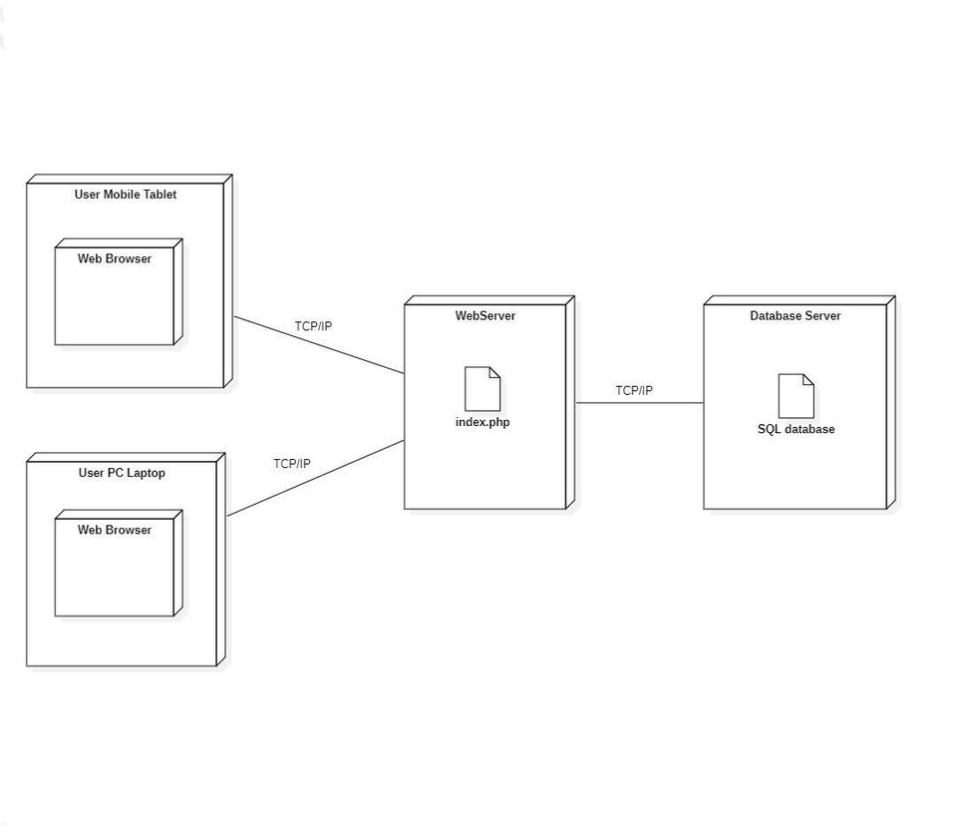 User Mobile Tablet
Web Browser
TCP/IP
WebServer
index.php
TCP/IP
Database Server
SQL database
User PC Laptop
Web Browser
TCP/IP